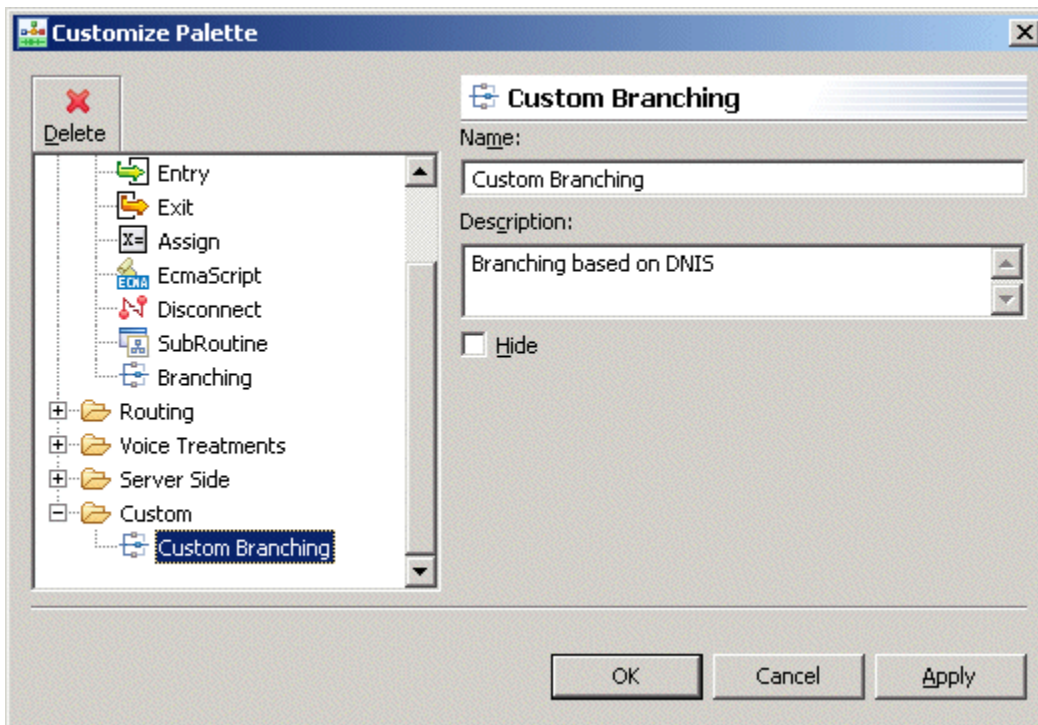 Customize Palette
Delete
Entry
Exit
X= Assign
ECMA EcmaScript
Disconnect
SubRoutine
Branching
Routing
Voice Treatments
Server Side
Custom
Custom Branching
Custom Branching
Name:
Custom Branching
Description:
Branching based on DNIS
Hide
OK Cancel Apply